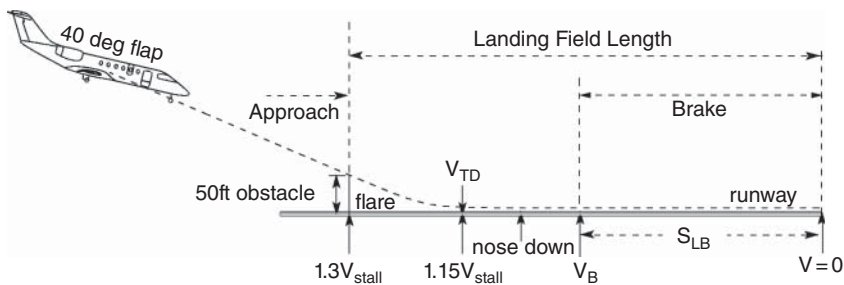 40 deg flap
Landing Field Length
Approach
Brake
V_TD
50ft obstacle
flare
runway
nose down
S_LB
1.3V_stall
1.15V_stall
V_B
V = 0